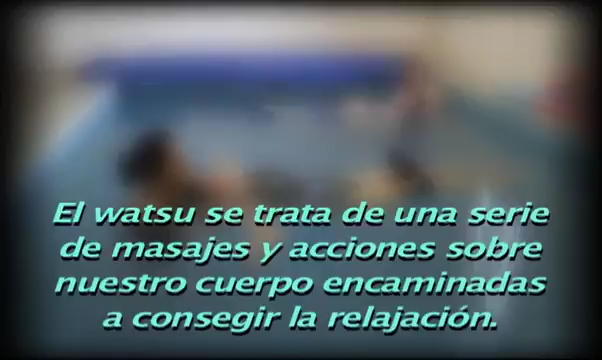 El watsu se trata de una serie
de masajes y acciones sobre
nuestro cuerpo encaminadas
a consegir la relajación.